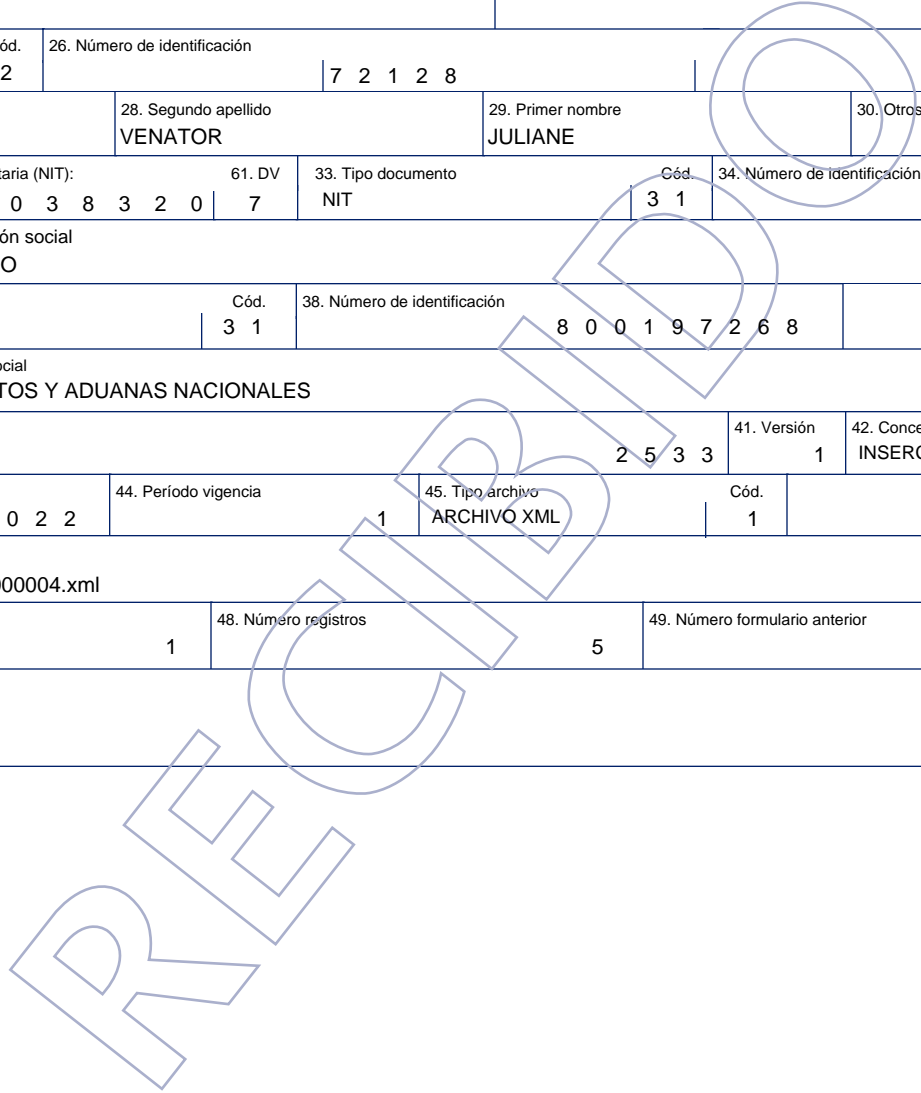 ód. 26. Número de identificación
2 7 2 1 2 8
28. Segundo apellido 29. Primer nombre 30. Otros
VENATOR JULIANE
taria (NIT): 61. DV 33. Tipo documento Cód. 34. Número de identificación
0 3 8 3 2 0 7 NIT 3 1
ón social
O
Cód. 38. Número de identificación
3 1 8 0 0 1 9 7 2 6 8
ocial
TOS Y ADUANAS NACIONALES
41. Versión 42. Conce
2 5 3 3 1 INSERC
44. Período vigencia 45. Tipo archivo Cód.
0 2 2 1 ARCHIVO XML 1
000004.xml
48. Número registros 49. Número formulario anterior
1 5
RECIBIDO